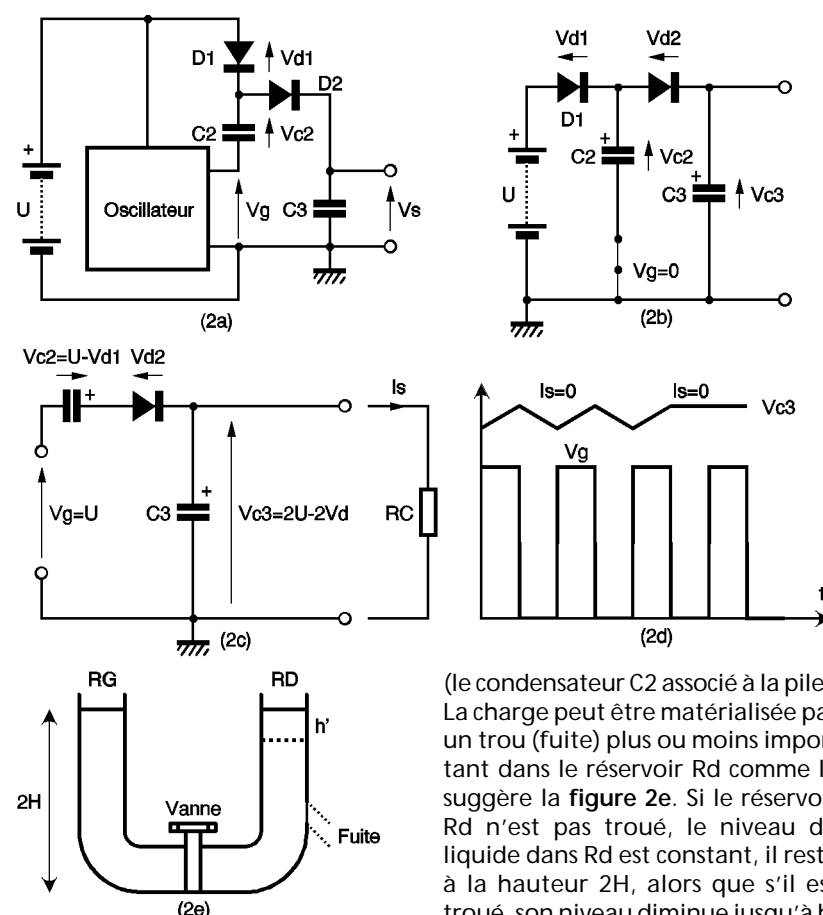 D1
Vd1
D2
C2
Vc2
+
U
Oscillateur
Vg
C3
Vs
(2a)
Vd1
Vd2
D1
+
U
C2
+
Vc2
C3
+
Vc3
Vg=0
(2b)
Vc2=U-Vd1
Vd2
+
Is
Vg=U
C3
+
Vc3=2U-2Vd
RC
(2c)
Is=0
Is=0
Vc3
Vg
t
(2d)
RG
RD
h'
2H
Vanne
Fuite
(2e)
(le condensateur C2 associé à la pile
La charge peut être matérialisée pa
un trou (fuite) plus ou moins impor
tant dans le réservoir Rd comme l
suggère la figure 2e. Si le réservo
Rd n'est pas troué, le niveau d
liquide dans Rd est constant, il rest
à la hauteur 2H, alors que s'il es
troué, son niveau diminue jusqu'à h